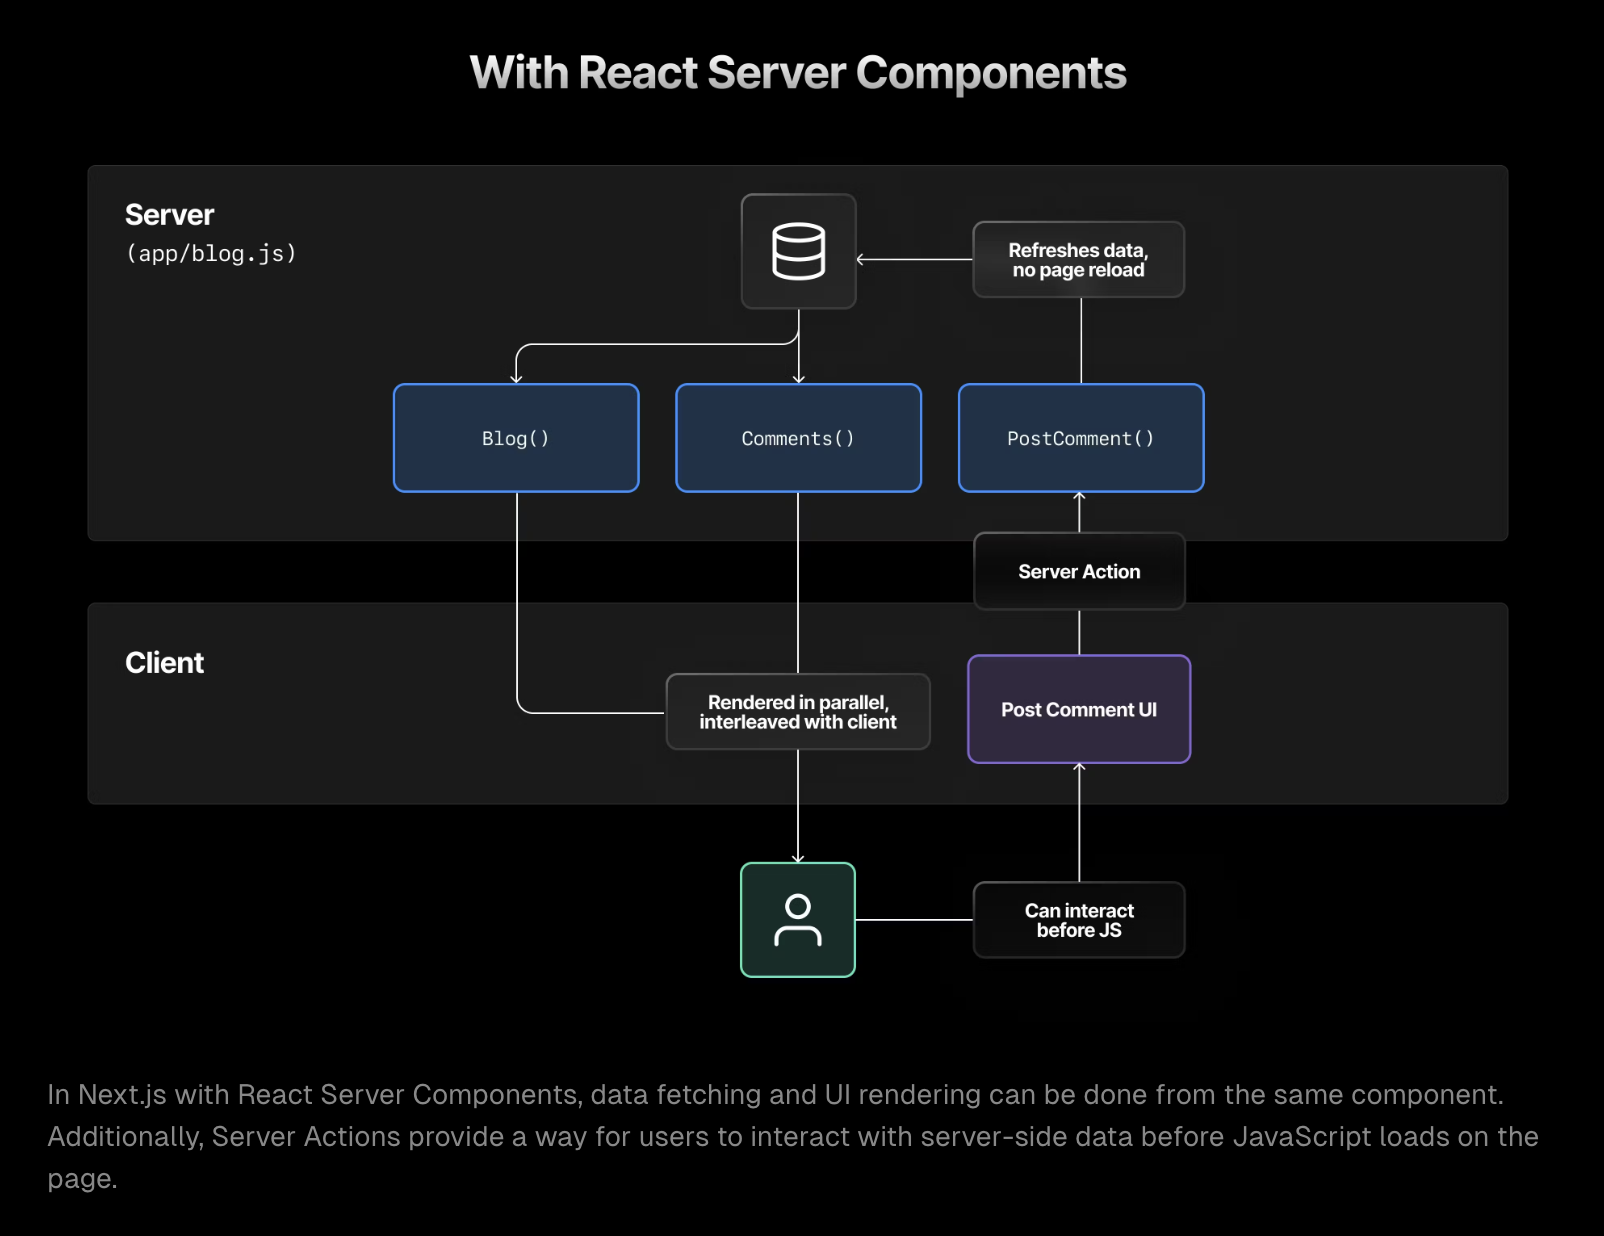 With React Server Components
Server
(app/blog.js)
Refreshes data,
no page reload
Blog()
Comments()
PostComment()
Server Action
Client
Rendered in parallel,
interleaved with client
Post Comment UI
Can interact
before JS
In Next.js with React Server Components, data fetching and UI rendering can be done from the same component.
Additionally, Server Actions provide a way for users to interact with server-side data before JavaScript loads on the
page.